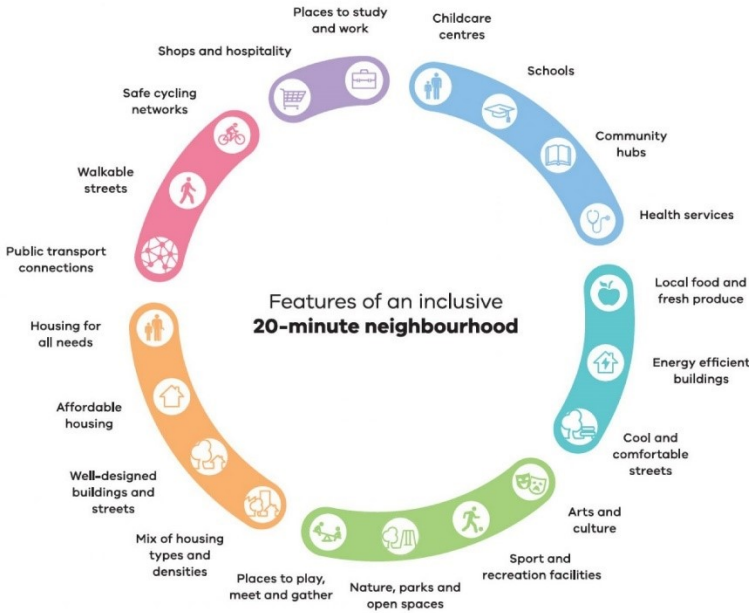 Features of an inclusive
20-minute neighbourhood
Places to study
and work
Childcare
centres
Schools
Community
hubs
Health services
Local food and
fresh produce
Energy efficient
buildings
Cool and
comfortable
streets
Arts and
culture
Sport and
recreation facilities
Nature, parks and
open spaces
Places to play,
meet and gather
Mix of housing
types and
densities
Well-designed
buildings and
streets
Affordable
housing
Housing for
all needs
Public transport
connections
Walkable
streets
Safe cycling
networks
Shops and hospitality